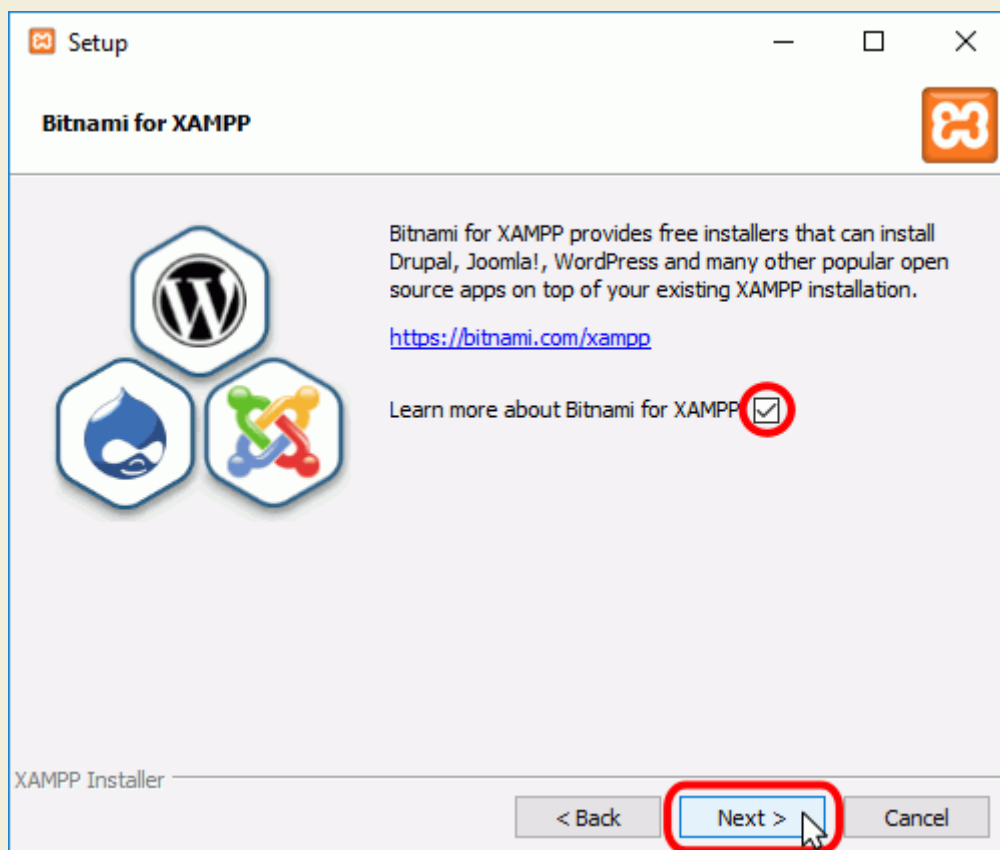 Setup
Bitnami for XAMPP
Bitnami for XAMPP provides free installers that can install
Drupal, Joomla!, WordPress and many other popular open
source apps on top of your existing XAMPP installation.
https://bitnami.com/xampp
Learn more about Bitnami for XAMPP
XAMPP Installer
< Back
Next >
Cancel